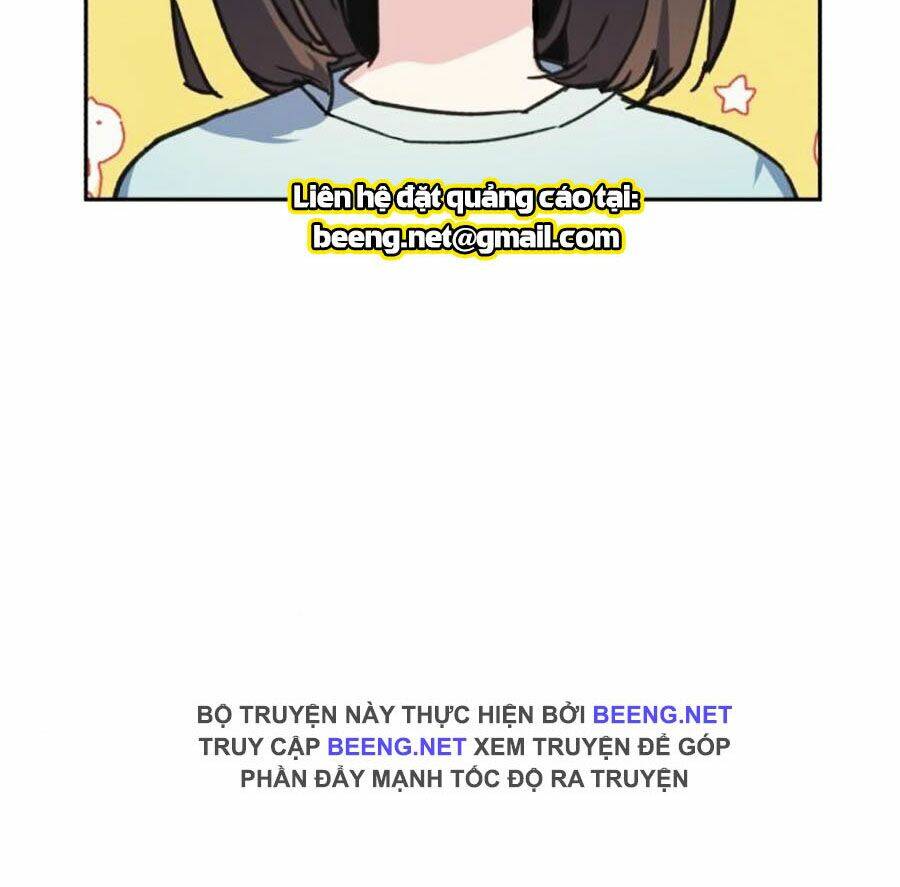 Liên hệ đặt quảng cáo tại:
beeng.net@gmail.com
BỘ TRUYỆN NÀY THỰC HIỆN BỞI BEENG.NET
TRUY CẬP BEENG.NET XEM TRUYỆN ĐỂ GÓP
PHẦN ĐẨY MẠNH TỐC ĐỘ RA TRUYỆN